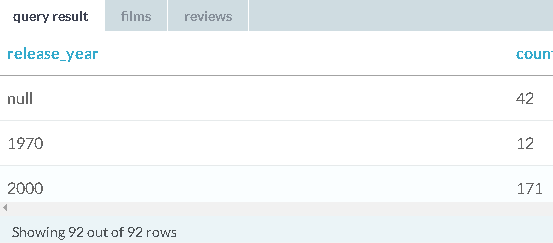 query result films reviews
release_year
null 42
1970 12
2000 171
Showing 92 out of 92 rows